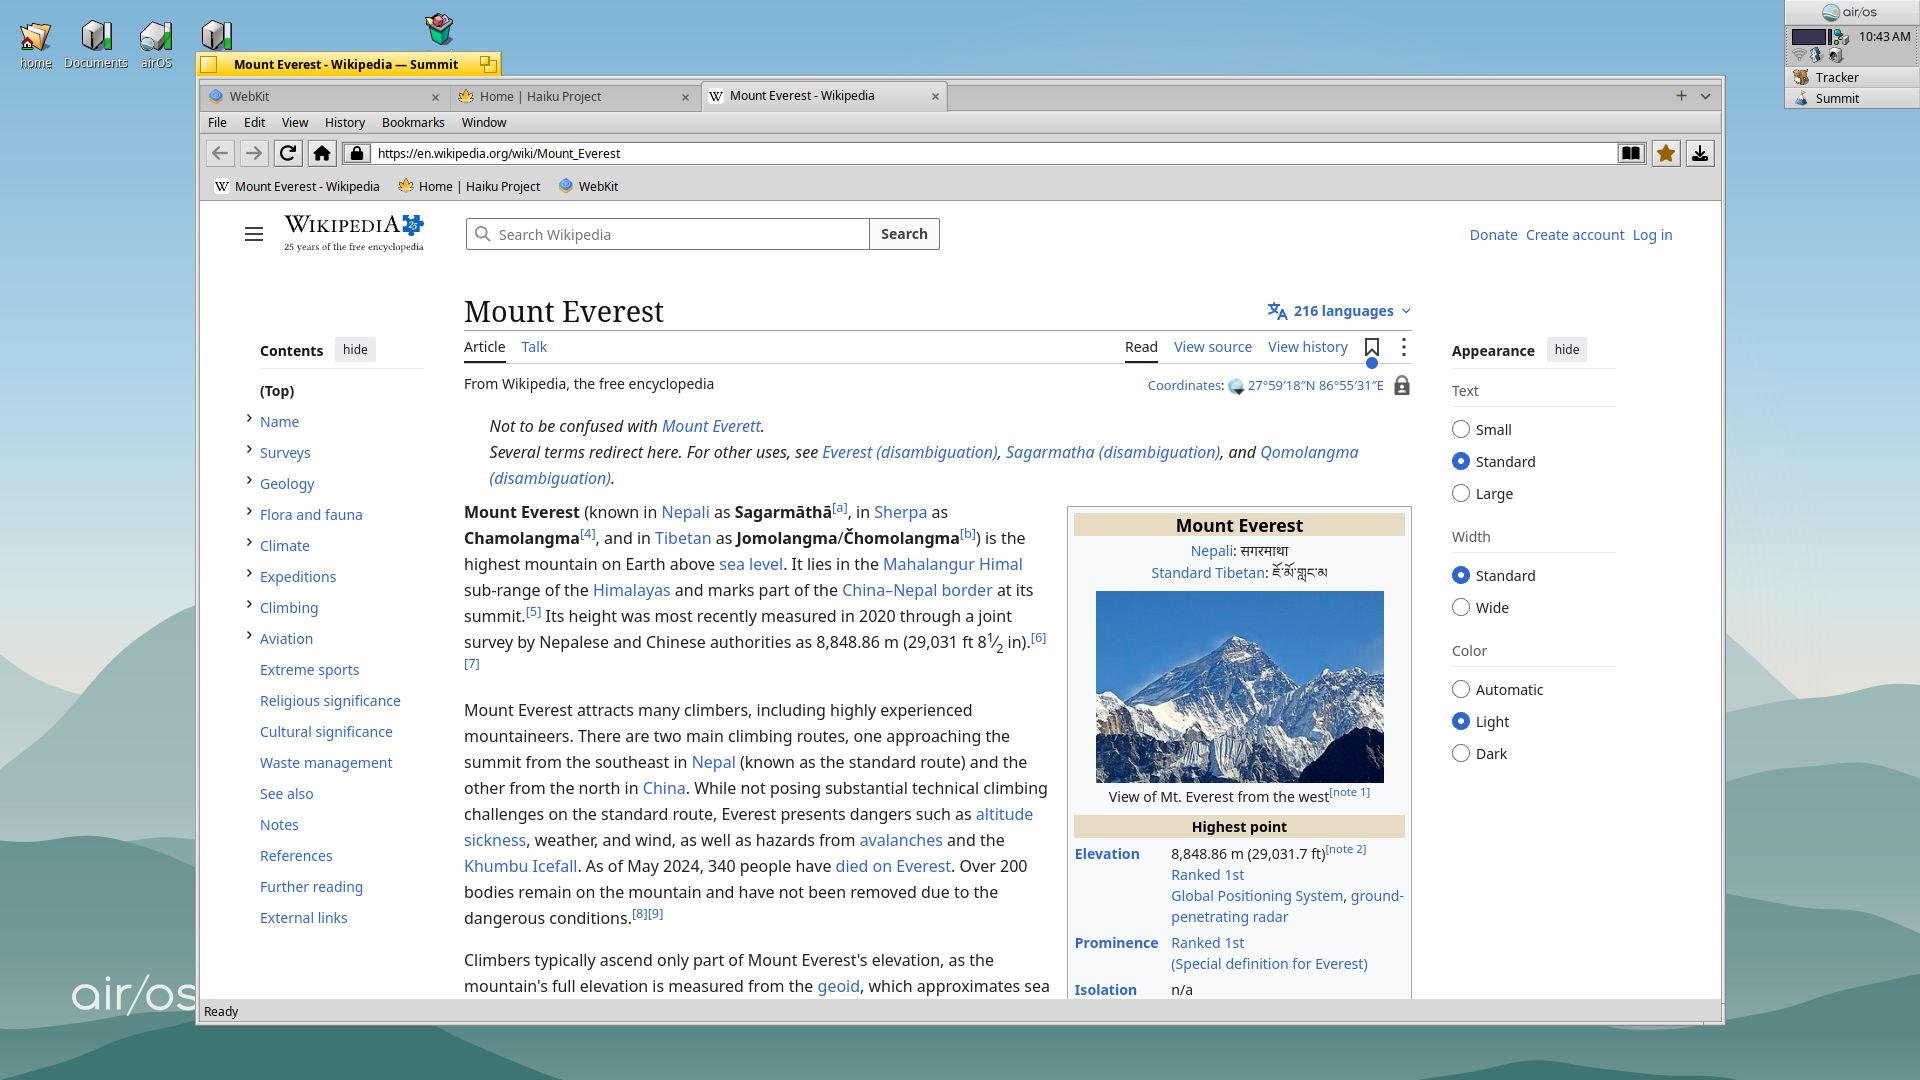 home
Documents
airOS
air/os
10:43 AM
Tracker
Summit
Mount Everest - Wikipedia — Summit
WebKit
Home | Haiku Project
Mount Everest - Wikipedia
File Edit View History Bookmarks Window
https://en.wikipedia.org/wiki/Mount_Everest
Mount Everest - Wikipedia Home | Haiku Project WebKit
WIKIPEDIA 25
25 years of the free encyclopedia
Search Wikipedia
Search
Donate Create account Log in
Contents hide
(Top)
Name
Surveys
Geology
Flora and fauna
Climate
Expeditions
Climbing
Aviation
Extreme sports
Religious significance
Cultural significance
Waste management
See also
Notes
References
Further reading
External links
Mount Everest
216 languages
Article Talk
Read View source View history
From Wikipedia, the free encyclopedia
Coordinates: 27°59′18″N 86°55′31″E
Not to be confused with Mount Everett.
Several terms redirect here. For other uses, see Everest (disambiguation), Sagarmatha (disambiguation), and Qomolangma
(disambiguation).
Mount Everest (known in Nepali as Sagarmāthā[a], in Sherpa as
Chamolangma[4], and in Tibetan as Jomolangma/Čhomolangma[b]) is the
highest mountain on Earth above sea level. It lies in the Mahalangur Himal
sub-range of the Himalayas and marks part of the China–Nepal border at its
summit.[5] Its height was most recently measured in 2020 through a joint
survey by Nepalese and Chinese authorities as 8,848.86 m (29,031 ft 8 1⁄2 in).[6]
[7]
Mount Everest attracts many climbers, including highly experienced
mountaineers. There are two main climbing routes, one approaching the
summit from the southeast in Nepal (known as the standard route) and the
other from the north in China. While not posing substantial technical climbing
challenges on the standard route, Everest presents dangers such as altitude
sickness, weather, and wind, as well as hazards from avalanches and the
Khumbu Icefall. As of May 2024, 340 people have died on Everest. Over 200
bodies remain on the mountain and have not been removed due to the
dangerous conditions.[8][9]
Climbers typically ascend only part of Mount Everest's elevation, as the
mountain's full elevation is measured from the geoid, which approximates sea
Mount Everest
Nepali: सगरमाथा
Standard Tibetan: ཇོ་མོ་གླང་མ
View of Mt. Everest from the west[note 1]
Highest point
Elevation 8,848.86 m (29,031.7 ft)[note 2]
Ranked 1st
Global Positioning System, ground-
penetrating radar
Prominence Ranked 1st
(Special definition for Everest)
Isolation n/a
Appearance hide
Text
Small
Standard
Large
Width
Standard
Wide
Color
Automatic
Light
Dark
air/os
Ready